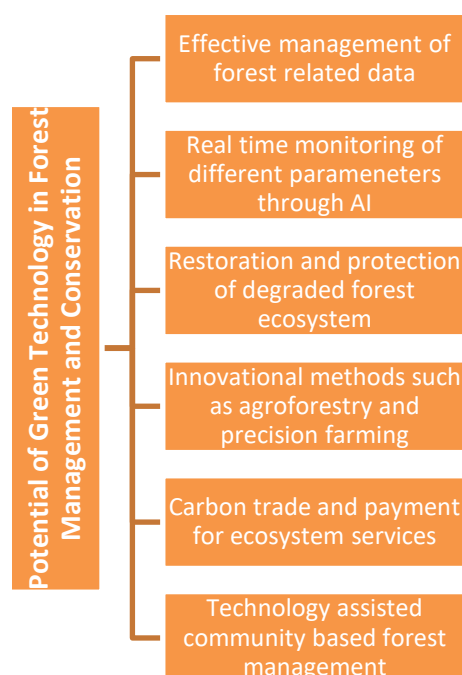 Potential of Green Technology in Forest
Management and Conservation
Effective management of
forest related data
Real time monitoring of
different parameneters
through AI
Restoration and protection
of degraded forest
ecosystem
Innovational methods such
as agroforestry and
precision farming
Carbon trade and payment
for ecosystem services
Technology assisted
community based forest
management